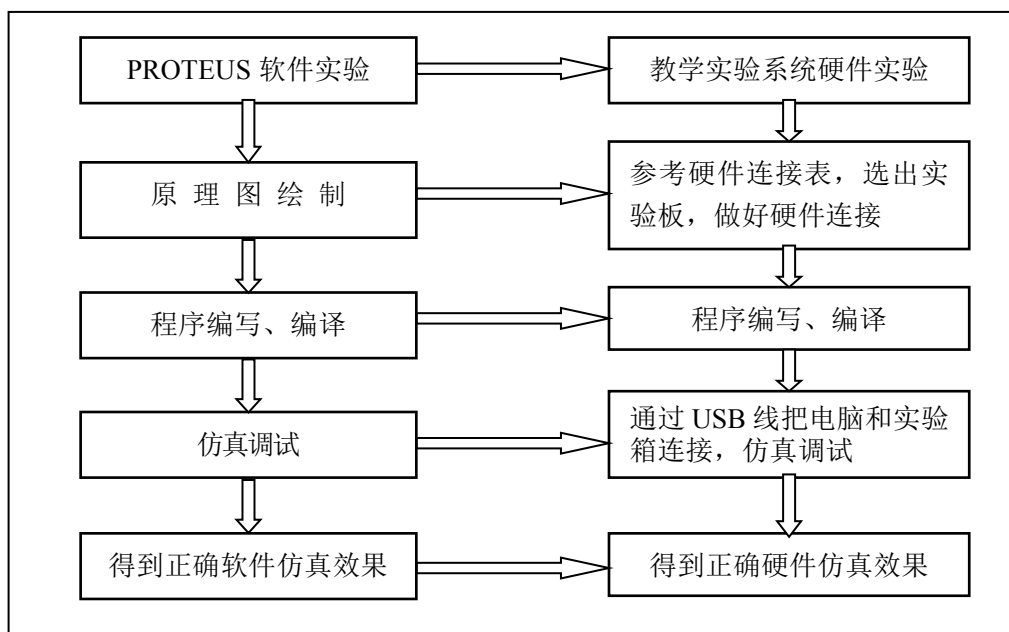 PROTEUS 软件实验
教学实验系统硬件实验
原 理 图 绘 制
参考硬件连接表，选出实
验板，做好硬件连接
程序编写、编译
程序编写、编译
仿真调试
通过 USB 线把电脑和实验
箱连接，仿真调试
得到正确软件仿真效果
得到正确硬件仿真效果